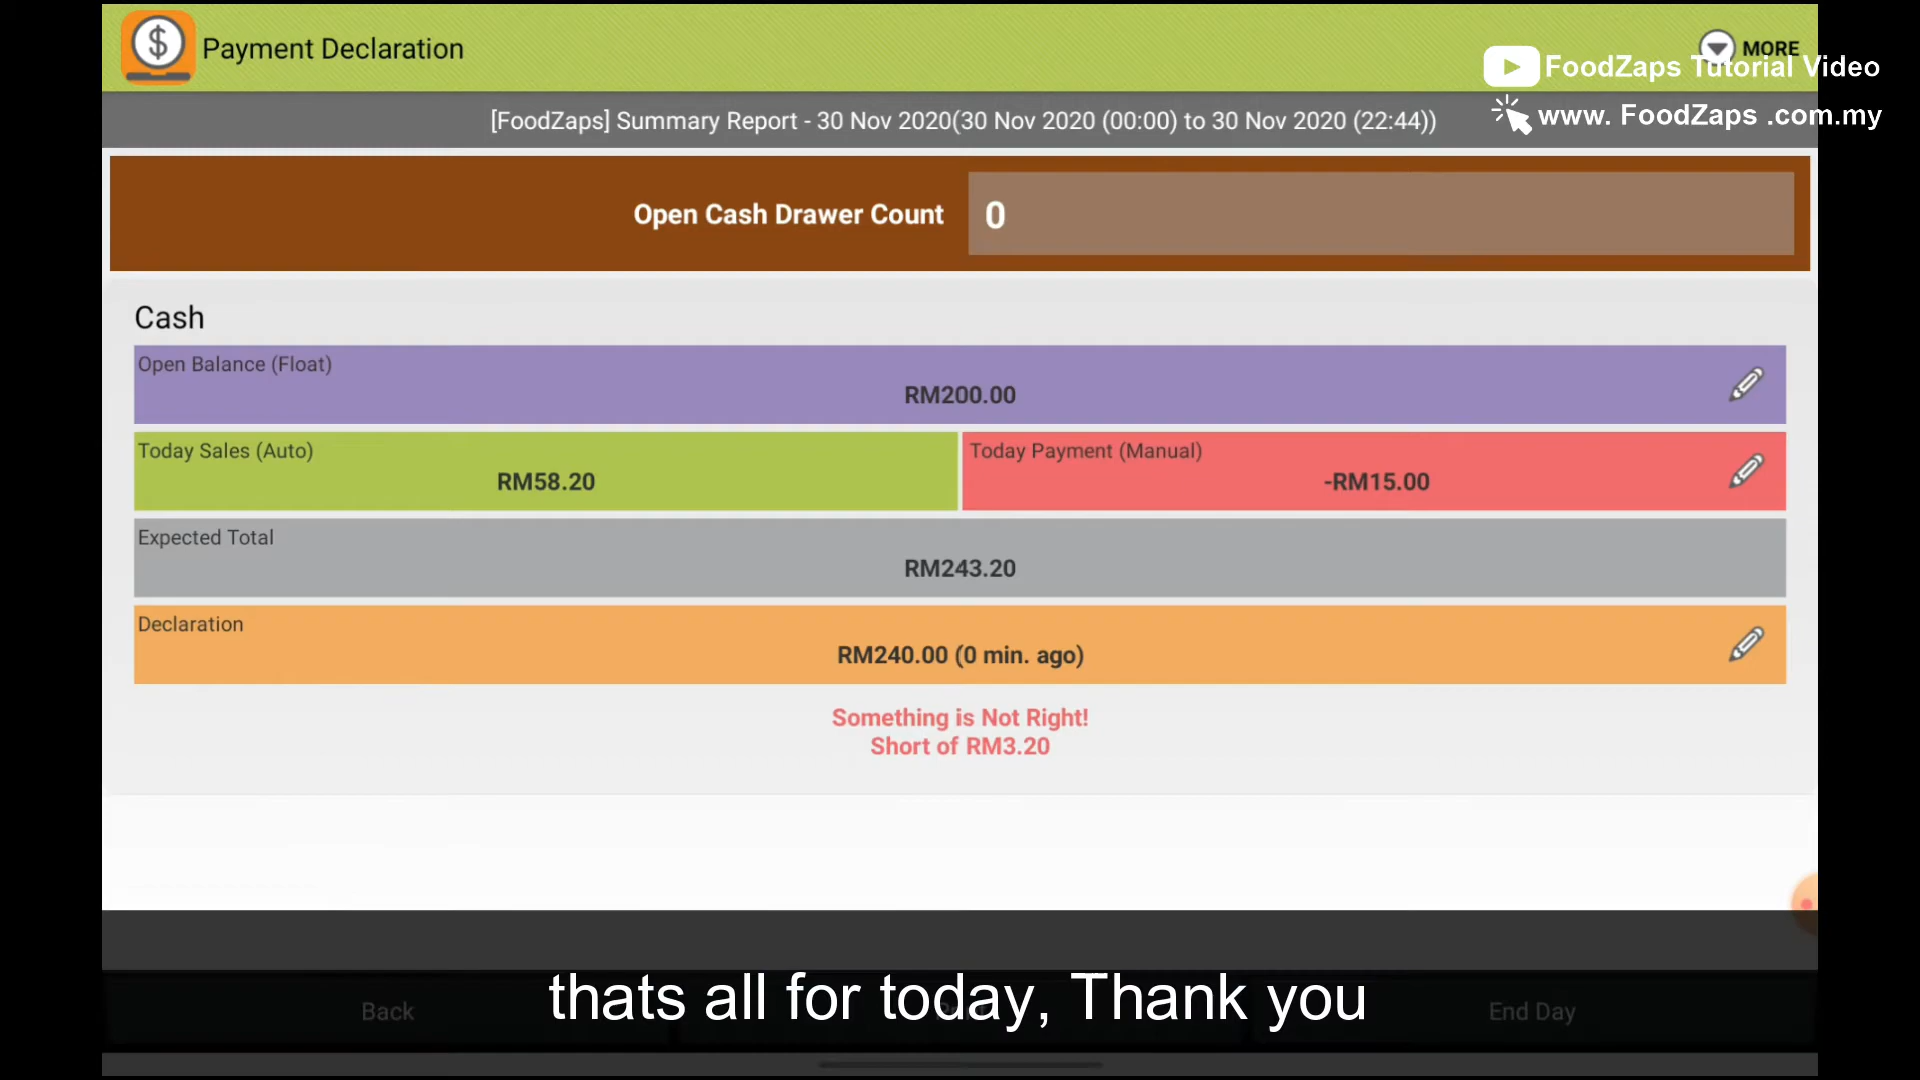 $ Payment Declaration
MORE
FoodZaps Tutorial Video
www. FoodZaps .com.my
[FoodZaps] Summary Report - 30 Nov 2020(30 Nov 2020 (00:00) to 30 Nov 2020 (22:44))
Open Cash Drawer Count 0
Cash
Open Balance (Float)
RM200.00
Today Sales (Auto)
RM58.20
Today Payment (Manual)
-RM15.00
Expected Total
RM243.20
Declaration
RM240.00 (0 min. ago)
Something is Not Right!
Short of RM3.20
Back
thats all for today, Thank you
End Day